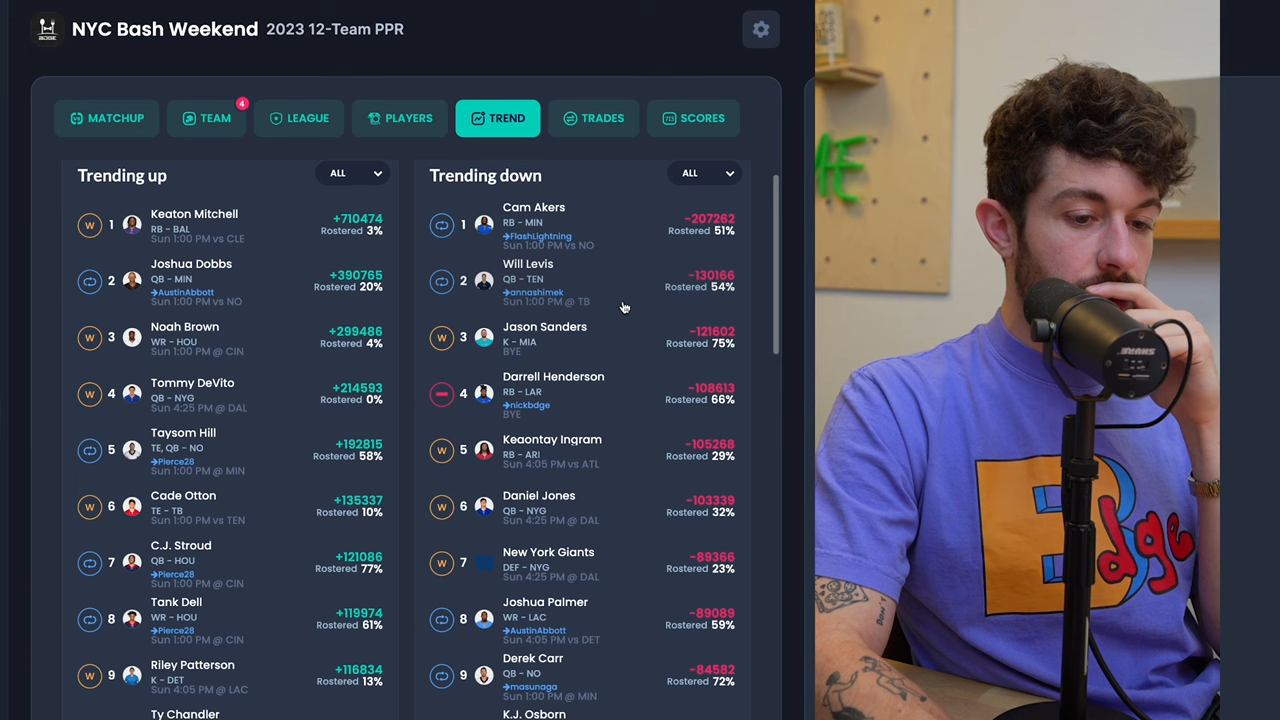 BDGE
NYC Bash Weekend 2023 12-Team PPR
MATCHUP
TEAM
4
LEAGUE
PLAYERS
TREND
TRADES
SCORES
Trending up
ALL
W 1 Keaton Mitchell +710474
RB - BAL Rostered 3%
Sun 1:00 PM vs CLE
2 Joshua Dobbs +390765
QB - MIN Rostered 20%
AustinAbbott
Sun 1:00 PM vs NO
W 3 Noah Brown +299486
WR - HOU Rostered 4%
Sun 1:00 PM @ CIN
W 4 Tommy DeVito +214593
QB - NYG Rostered 0%
Sun 4:25 PM @ DAL
5 Taysom Hill +192815
TE, QB - NO Rostered 58%
Pierce28
Sun 1:00 PM @ MIN
W 6 Cade Otton +135337
TE - TB Rostered 10%
Sun 1:00 PM vs TEN
7 C.J. Stroud +121086
QB - HOU Rostered 77%
Pierce28
Sun 1:00 PM @ CIN
8 Tank Dell +119974
WR - HOU Rostered 61%
Pierce28
Sun 1:00 PM @ CIN
W 9 Riley Patterson +116834
K - DET Rostered 13%
Sun 4:05 PM @ LAC
Ty Chandler
Trending down
ALL
1 Cam Akers -207262
RB - MIN Rostered 51%
FlashLightning
Sun 1:00 PM vs NO
2 Will Levis -130166
QB - TEN Rostered 54%
annashimek
Sun 1:00 PM @ TB
W 3 Jason Sanders -121602
K - MIA Rostered 75%
BYE
4 Darrell Henderson -108613
RB - LAR Rostered 66%
nickbdge
BYE
W 5 Keaontay Ingram -105268
RB - ARI Rostered 29%
Sun 4:05 PM vs ATL
W 6 Daniel Jones -103339
QB - NYG Rostered 32%
Sun 4:25 PM @ DAL
W 7 New York Giants -89366
DEF - NYG Rostered 23%
Sun 4:25 PM @ DAL
8 Joshua Palmer -89089
WR - LAC Rostered 59%
AustinAbbott
Sun 4:05 PM vs DET
9 Derek Carr -84582
QB - NO Rostered 72%
masunaga
Sun 1:00 PM @ MIN
K.J. Osborn
ME
SHURE
Bdge